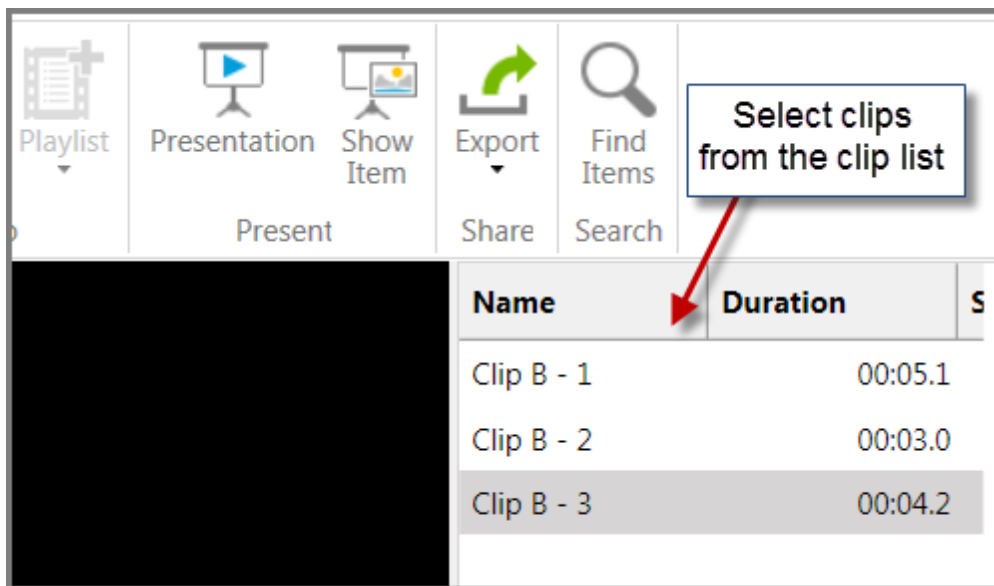 Playlist
Presentation
Show
Item
Export
Find
Items
Select clips
from the clip list
Present
Share
Search
Name
Duration
S
Clip B - 1
00:05.1
Clip B - 2
00:03.0
Clip B - 3
00:04.2